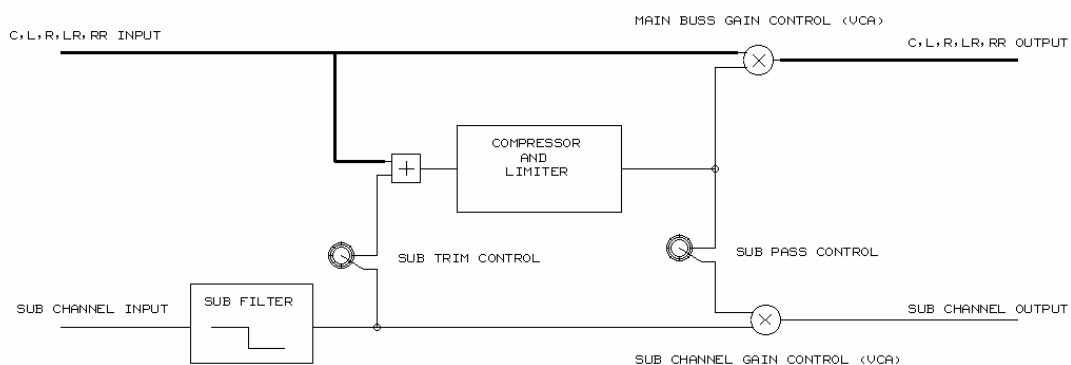 MAIN BUSS GAIN CONTROL (VCA)
C,L,R,LR,RR INPUT
C,L,R,LR,RR OUTPUT
COMPRESSOR
AND
LIMITER
SUB TRIM CONTROL
SUB PASS CONTROL
SUB CHANNEL INPUT
SUB FILTER
SUB CHANNEL OUTPUT
SUB CHANNEL GAIN CONTROL (VCA)